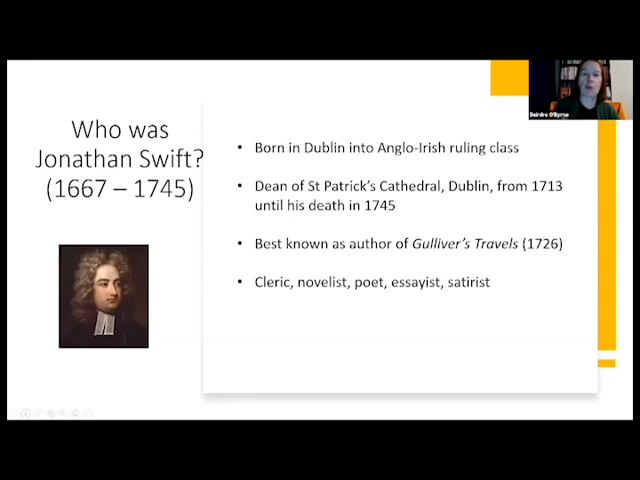 Who was
Jonathan Swift?
(1667 – 1745)
• Born in Dublin into Anglo-Irish ruling class
• Dean of St Patrick's Cathedral, Dublin, from 1713
until his death in 1745
• Best known as author of Gulliver's Travels (1726)
• Cleric, novelist, poet, essayist, satirist
Deirdre O'Byrne